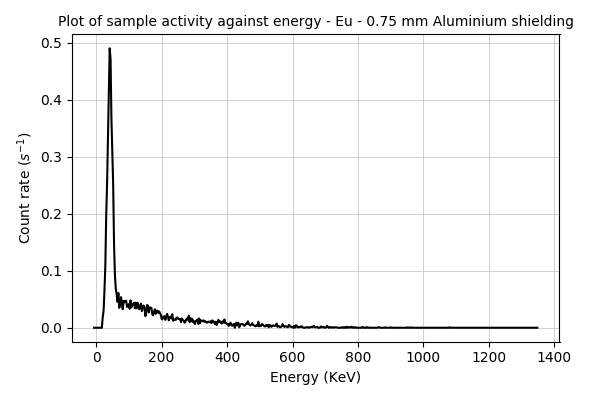 Plot of sample activity against energy - Eu - 0.75 mm Aluminium shielding
0.5
0.4
0.3
0.2
0.1
0.0
Count rate (s⁻¹)
0 200 400 600 800 1000 1200 1400
Energy (KeV)